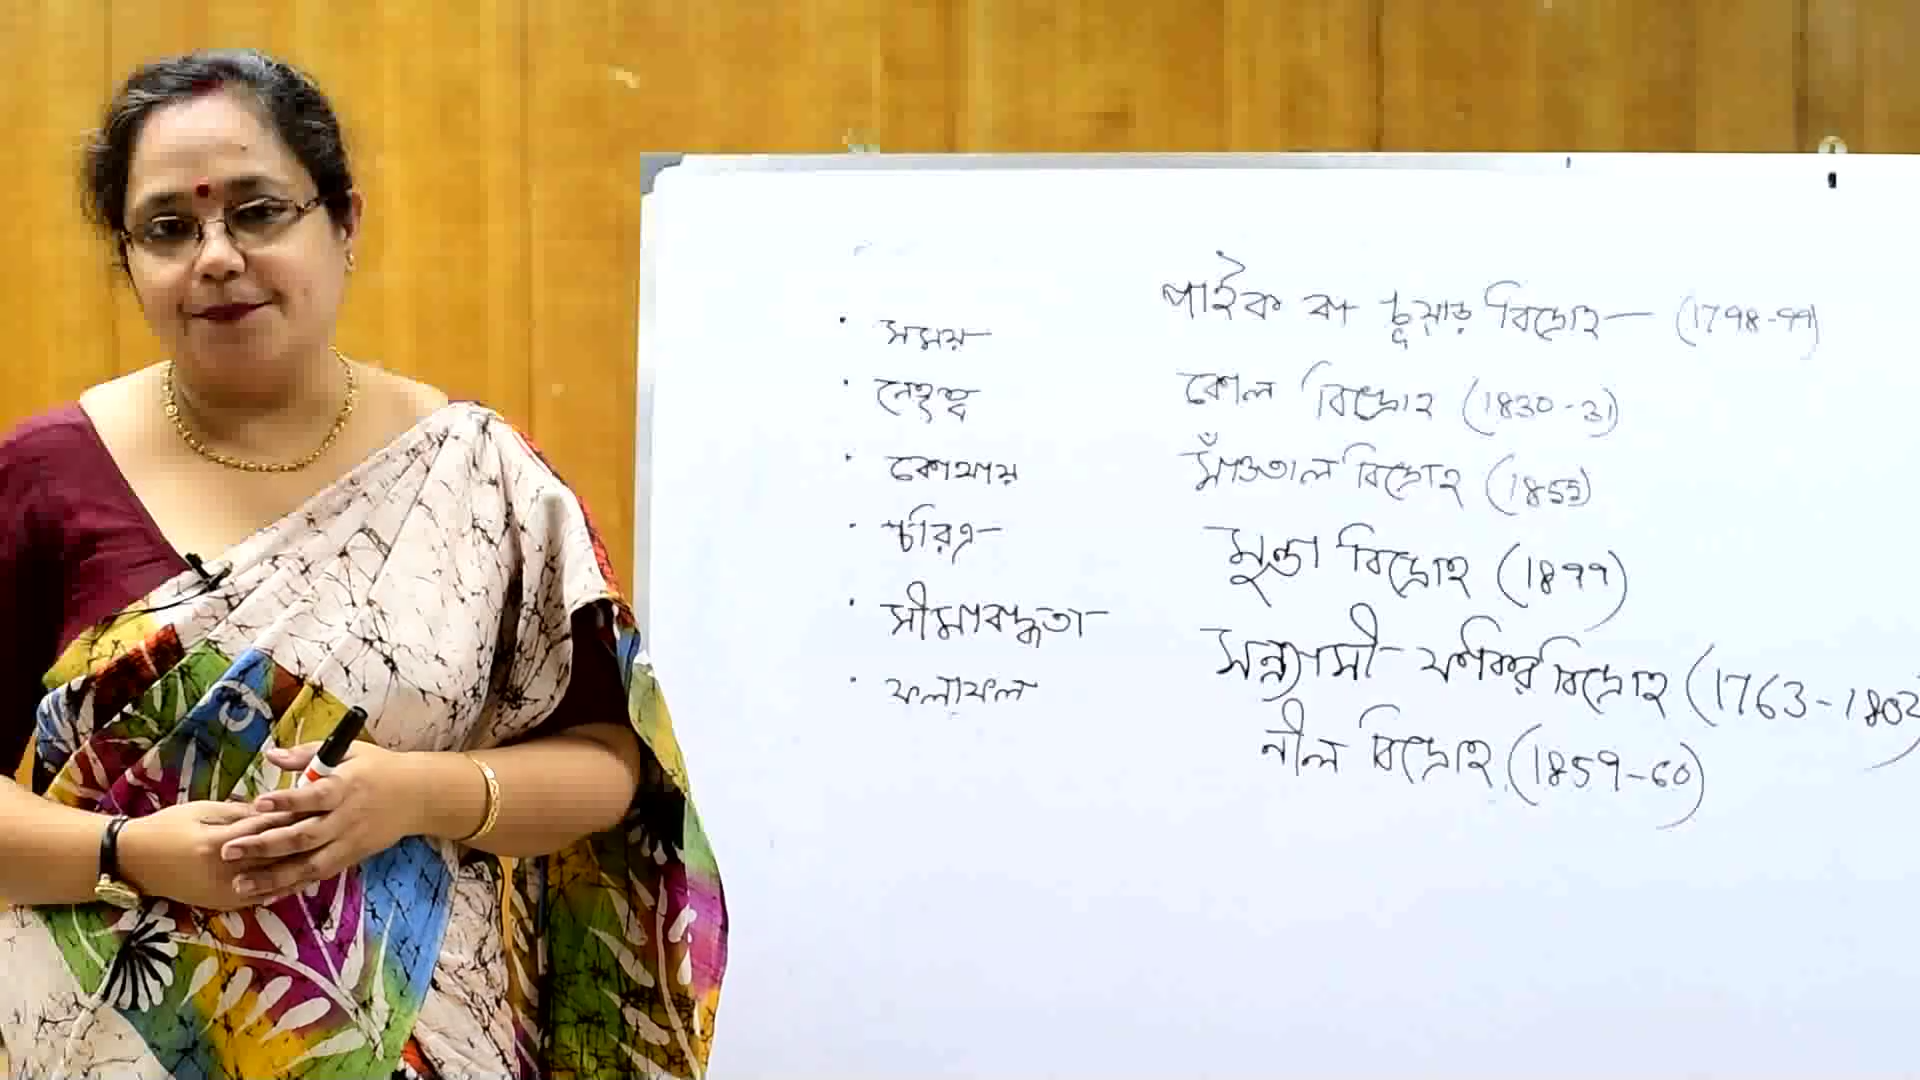 • সময়
• নেতৃত্ব
• কোথায়
• চরিত্র
• সীমাবদ্ধতা
• ফলাফল
পাইক বা চুয়াড় বিদ্রোহ — (1798-99)
কোল বিদ্রোহ (1830-31)
সাঁওতাল বিদ্রোহ (1855)
মুন্ডা বিদ্রোহ (1899)
সন্ন্যাসী ফকির বিদ্রোহ (1763-1802)
নীল বিদ্রোহ (1859-60)